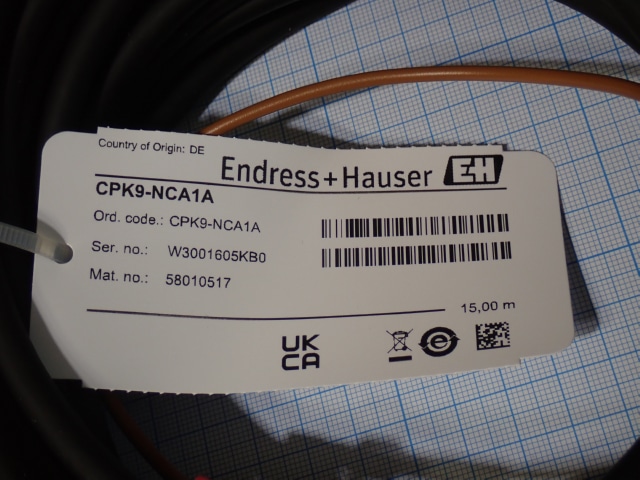 Country of Origin: DE
Endress+Hauser EH
CPK9-NCA1A
Ord. code.: CPK9-NCA1A
Ser. no.: W3001605KB0
Mat. no.: 58010517
15,00 m
UK
CA
e